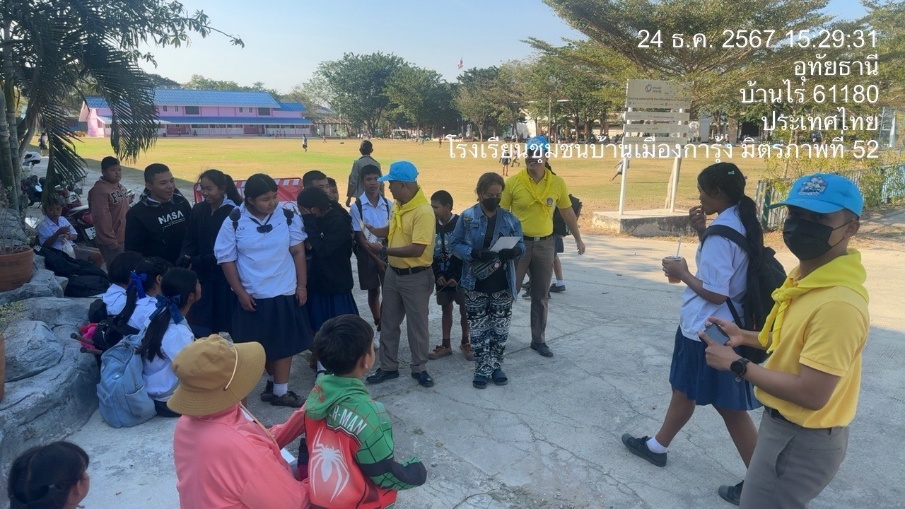 24 ธ.ค. 2567 15:29:31
อุทัยธานี
บ้านไร่ 61180
ประเทศไทย
โรงเรียนชุมชนบ้านเมืองการุ้ง มิตรภาพที่ 52
NASA
R-MAN